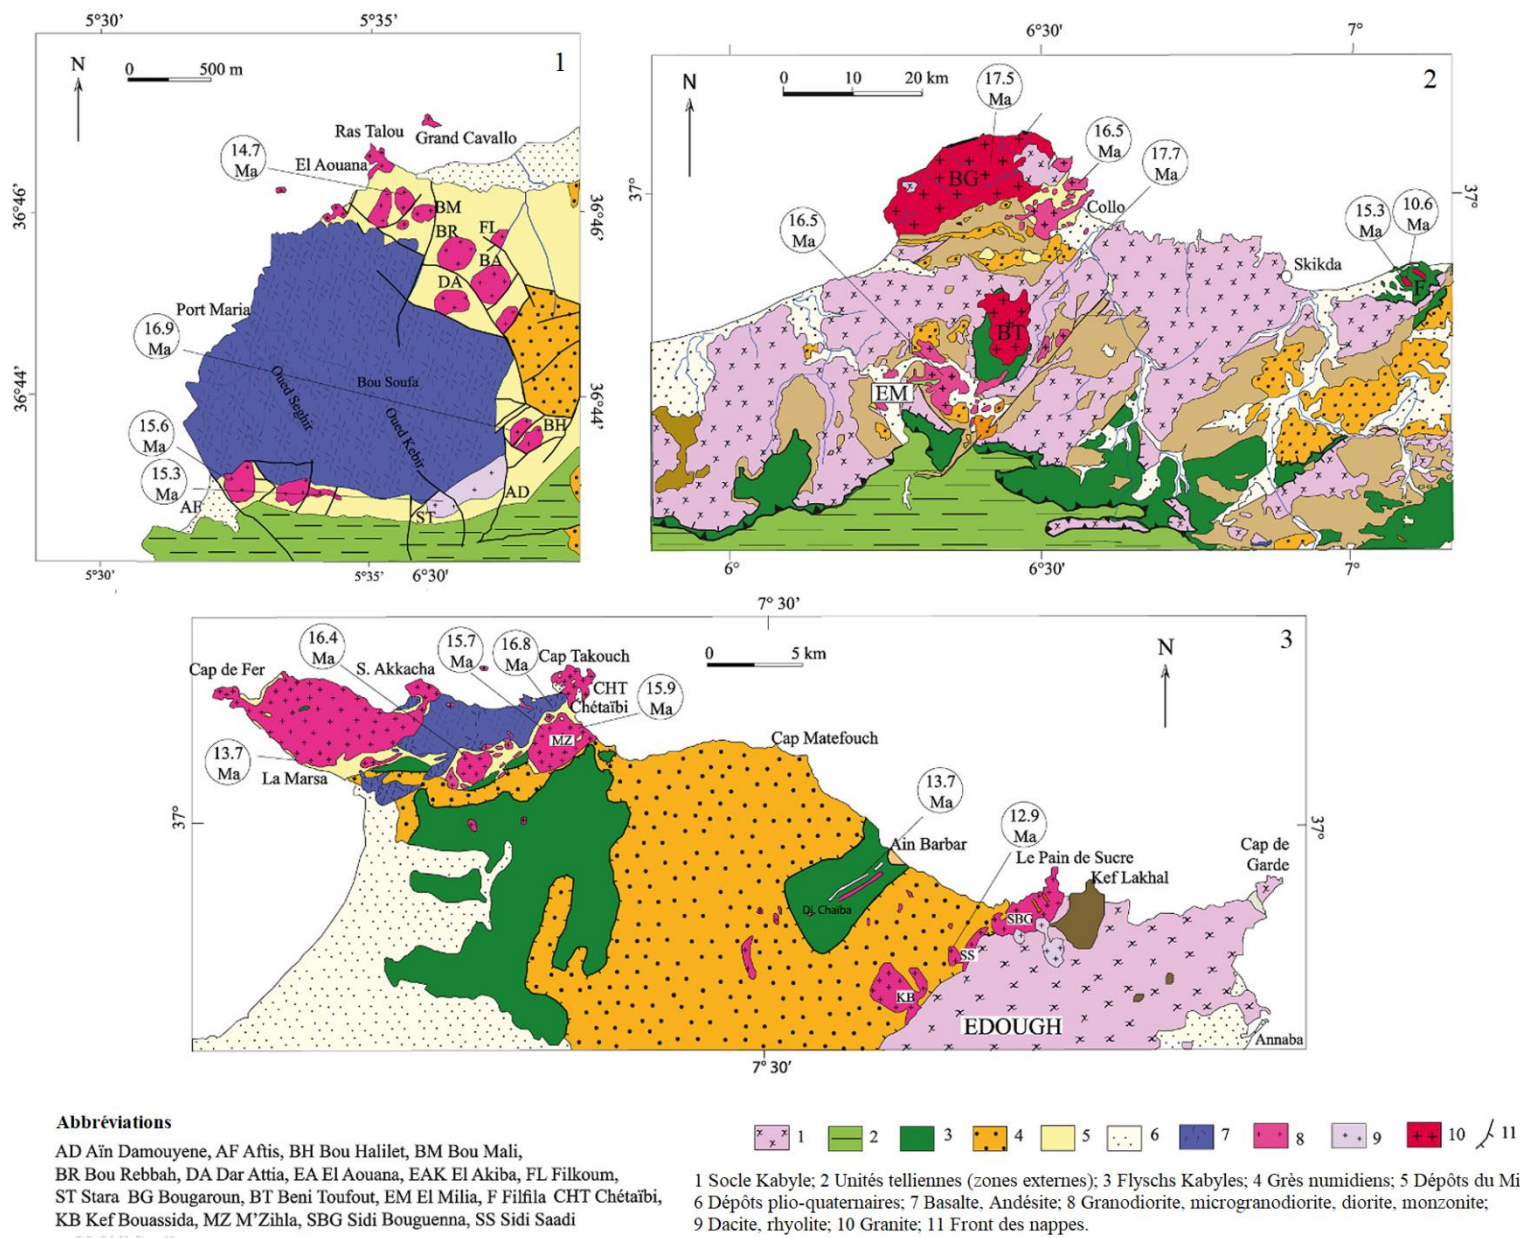 5°30'
5°35'
N
0 500 m
1
Ras Talou
Grand Cavallo
14.7
Ma
El Aouana
36°46'
36°46'
BM
BR
FL
BA
DA
Port Maria
16.9
Ma
Bou Soufa
Oued Seghir
Oued Kebir
36°44'
36°44'
BH
15.6
Ma
15.3
Ma
AF
AD
ST
5°30'
5°35'
6°30'
6°30'
7°
N
0 10 20 km
2
17.5
Ma
16.5
Ma
17.7
Ma
BG
37°
37°
Collo
16.5
Ma
15.3
Ma
10.6
Ma
Skikda
F
BT
EM
6°
6°30'
7°
7° 30'
3
N
0 5 km
16.4
Ma
15.7
Ma
16.8
Ma
Cap Takouch
Cap de Fer
S. Akkacha
CHT
Chétaïbi
15.9
Ma
MZ
13.7
Ma
La Marsa
Cap Matefouch
37°
37°
13.7
Ma
12.9
Ma
Ain Barbar
Le Pain de Sucre
Kef Lakhal
Cap de
Garde
Dj. Chaïba
SBG
SS
KB
EDOUGH
Annaba
7° 30'
Abbréviations
AD Aïn Damouyene, AF Aftis, BH Bou Halilet, BM Bou Mali,
BR Bou Rebbah, DA Dar Attia, EA El Aouana, EAK El Akiba, FL Filkoum,
ST Stara BG Bougaroun, BT Beni Toufout, EM El Milia, F Filfila CHT Chétaïbi,
KB Kef Bouassida, MZ M'Zihla, SBG Sidi Bouguenna, SS Sidi Saadi
1 2 3 4 5 6 7 8 9 10 11
1 Socle Kabyle; 2 Unités telliennes (zones externes); 3 Flyschs Kabyles; 4 Grès numidiens; 5 Dépôts du Mi
6 Dépôts plio-quaternaires; 7 Basalte, Andésite; 8 Granodiorite, microgranodiorite, diorite, monzonite;
9 Dacite, rhyolite; 10 Granite; 11 Front des nappes.